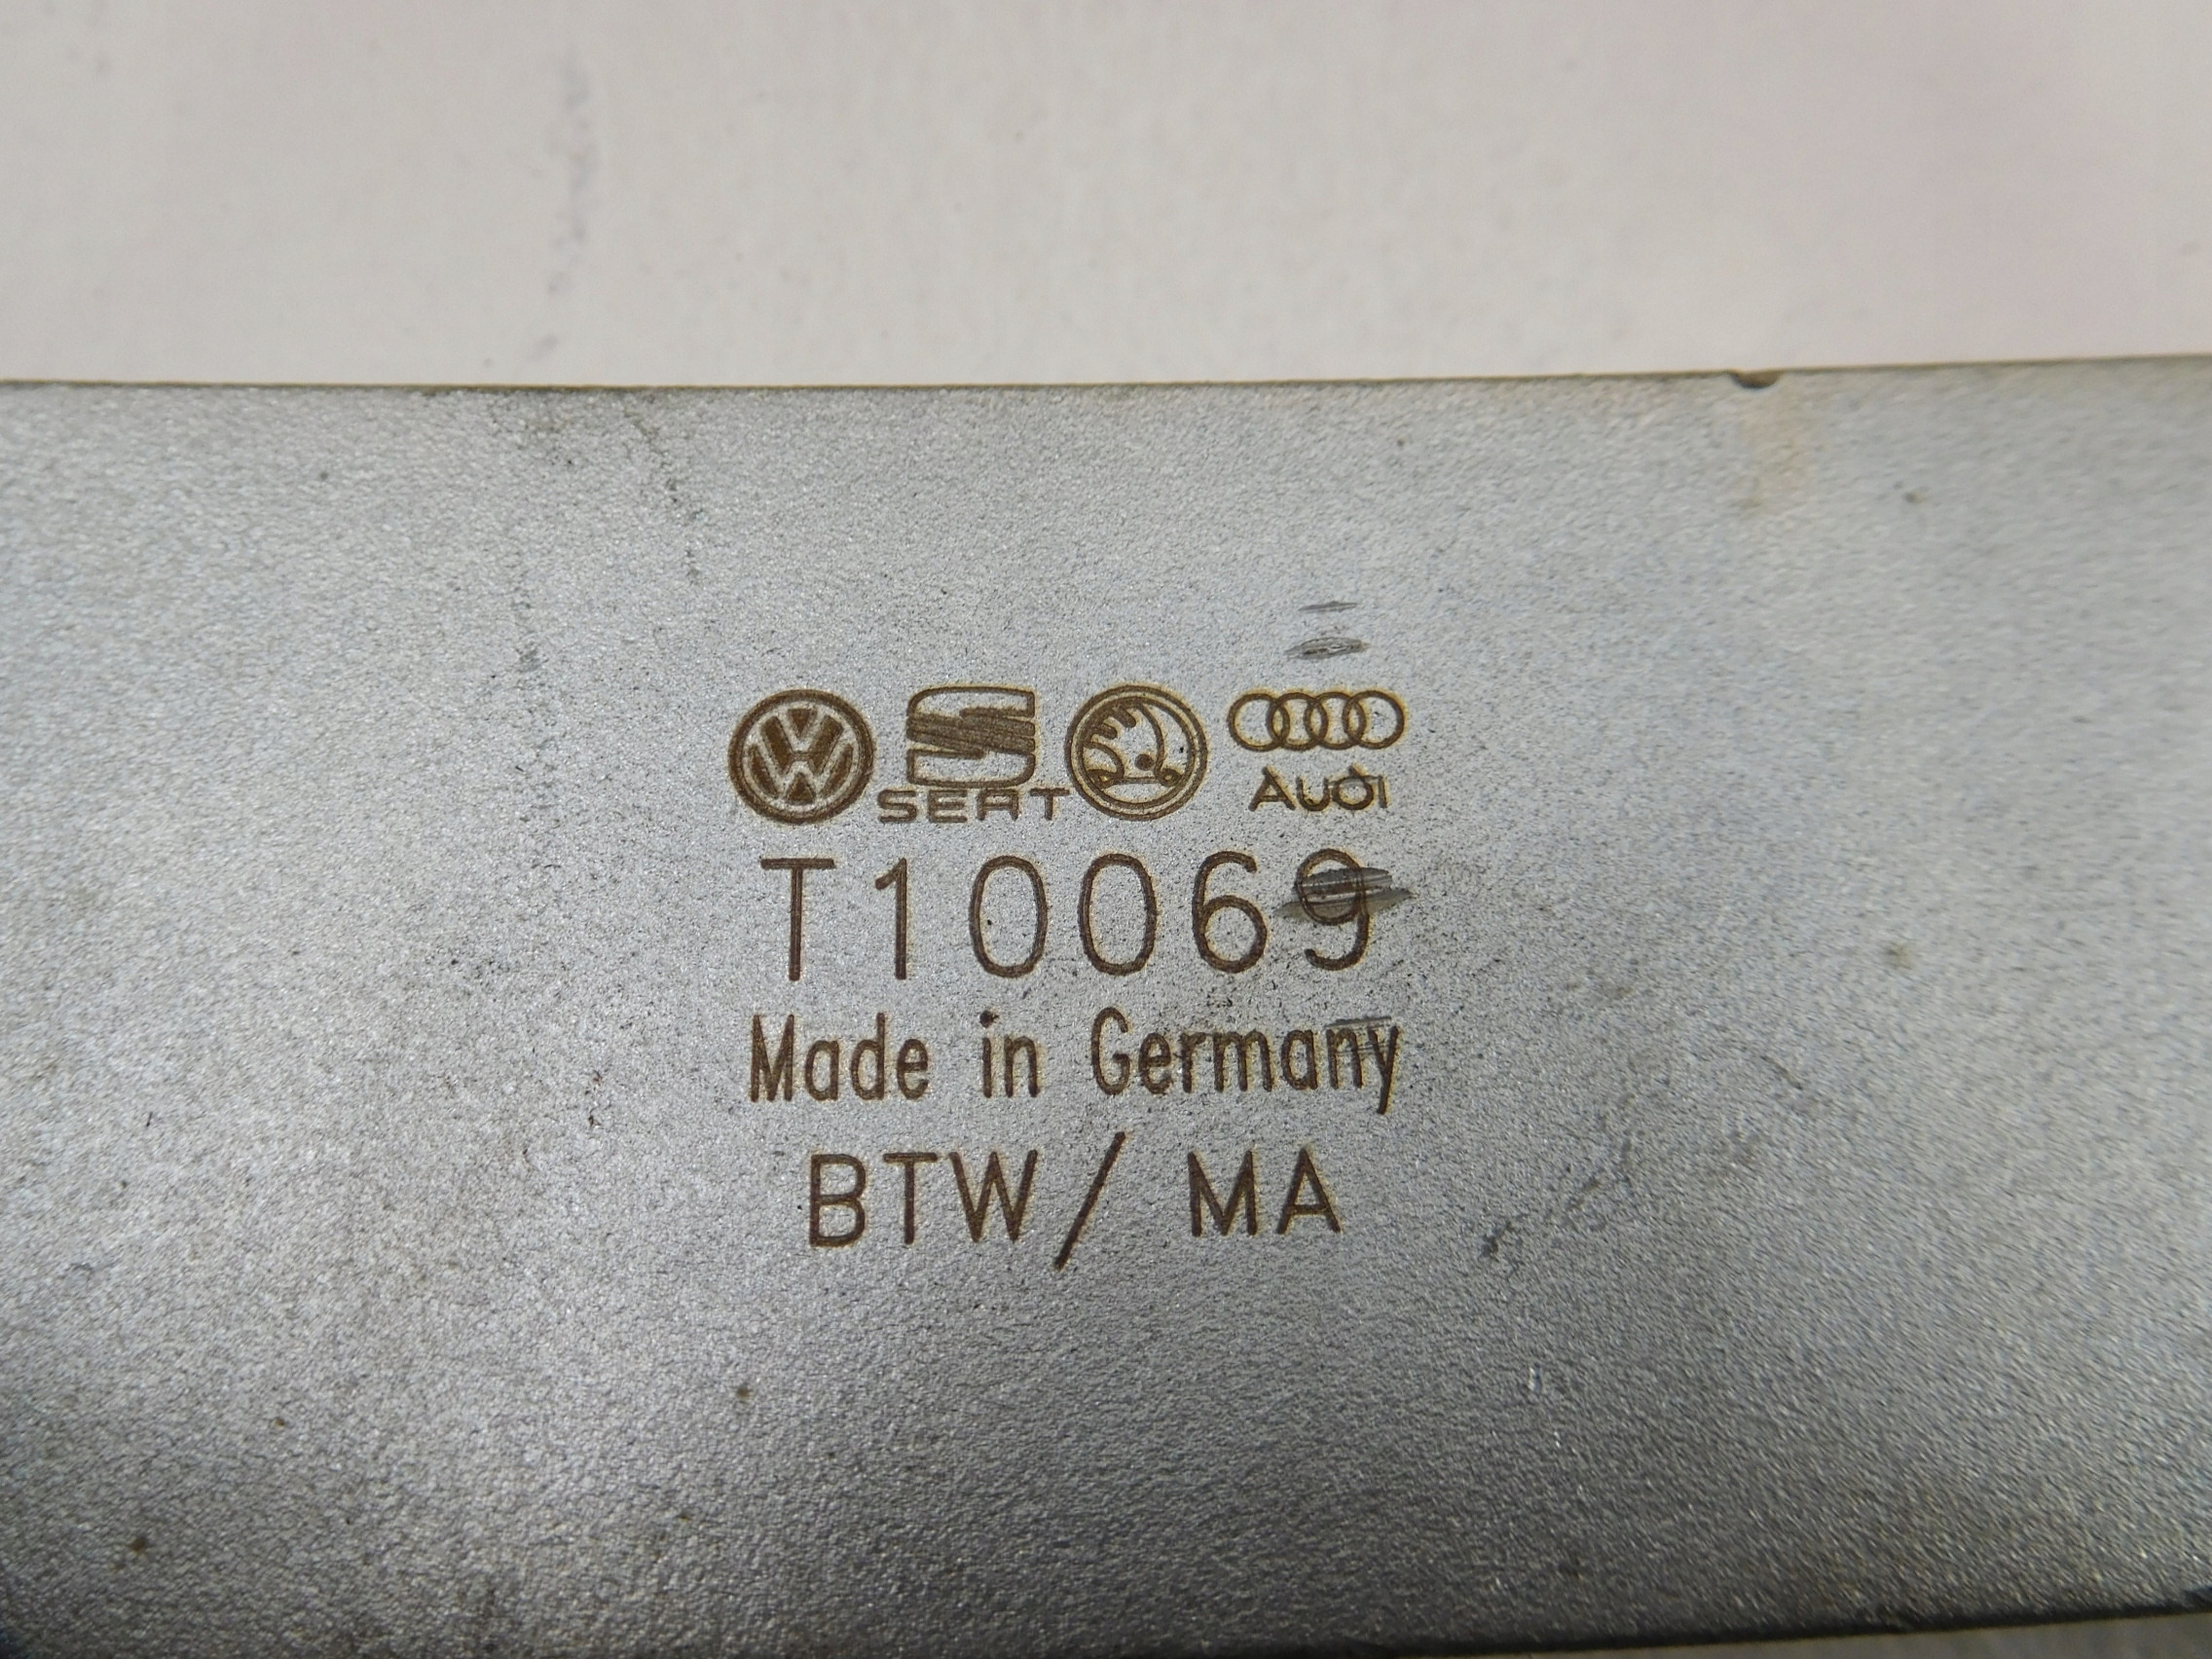 SEAT AUDI
T10069
Made in Germany
BTW/ MA